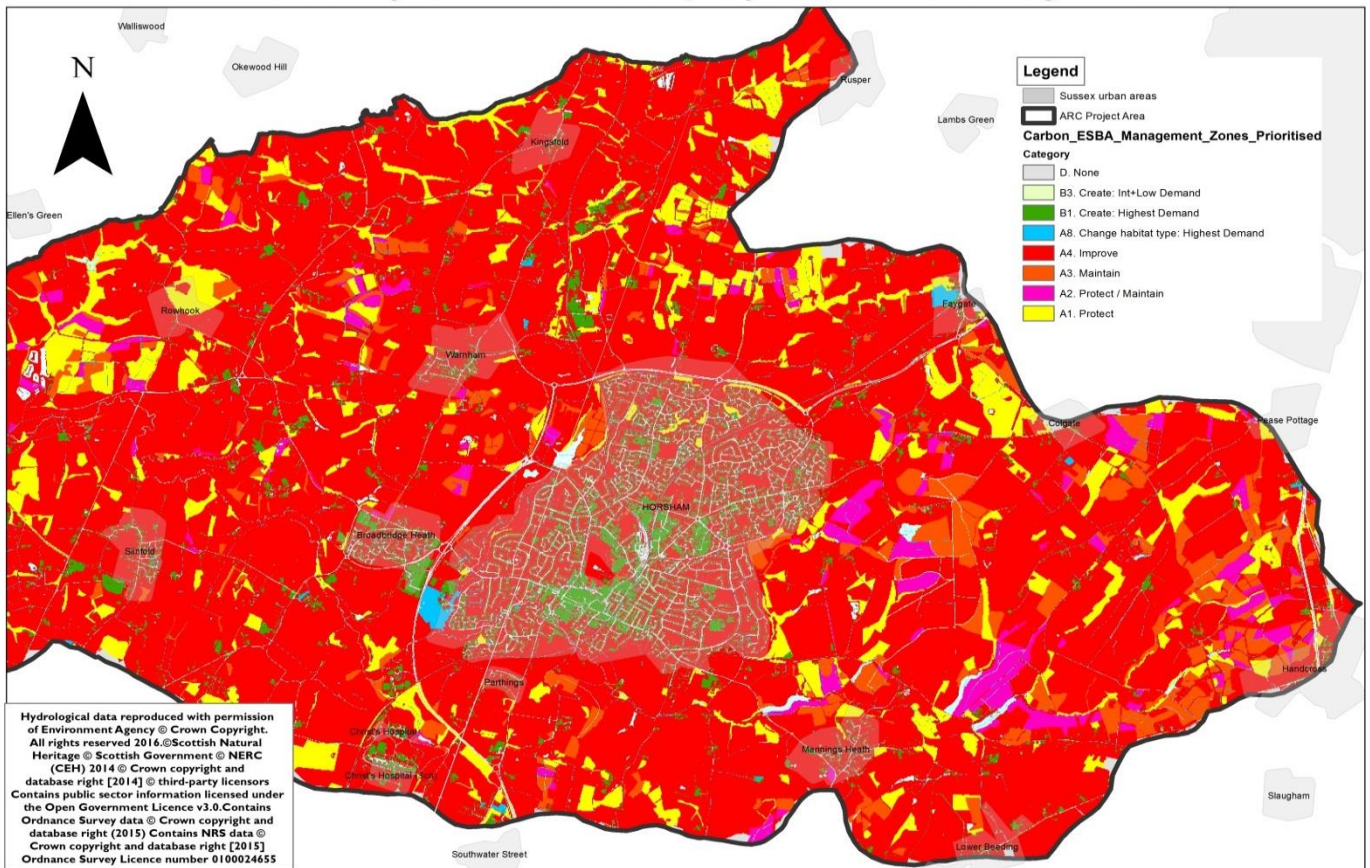 Walliswood
Okewood Hill
N
Rusper
Lambs Green
Kingsfold
Ellen's Green
Rowhook
Warnham
Faygate
Colgate
Pease Pottage
HORSHAM
Broadbridge Heath
Slinfold
Parthings
Handcross
Christ's Hospital
Mannings Heath
Christ's Hospital (Sch)
Slaugham
Southwater Street
Lower Beeding
Legend
Sussex urban areas
ARC Project Area
Carbon_ESBA_Management_Zones_Prioritised
Category
D. None
B3. Create: Int+Low Demand
B1. Create: Highest Demand
A8. Change habitat type: Highest Demand
A4. Improve
A3. Maintain
A2. Protect / Maintain
A1. Protect
Hydrological data reproduced with permission
of Environment Agency © Crown Copyright.
All rights reserved 2016.©Scottish Natural
Heritage © Scottish Government © NERC
(CEH) 2014 © Crown copyright and
database right [2014] © third-party licensors
Contains public sector information licensed under
the Open Government Licence v3.0.Contains
Ordnance Survey data © Crown copyright and
database right (2015) Contains NRS data ©
Crown copyright and database right [2015]
Ordnance Survey Licence number 0100024655